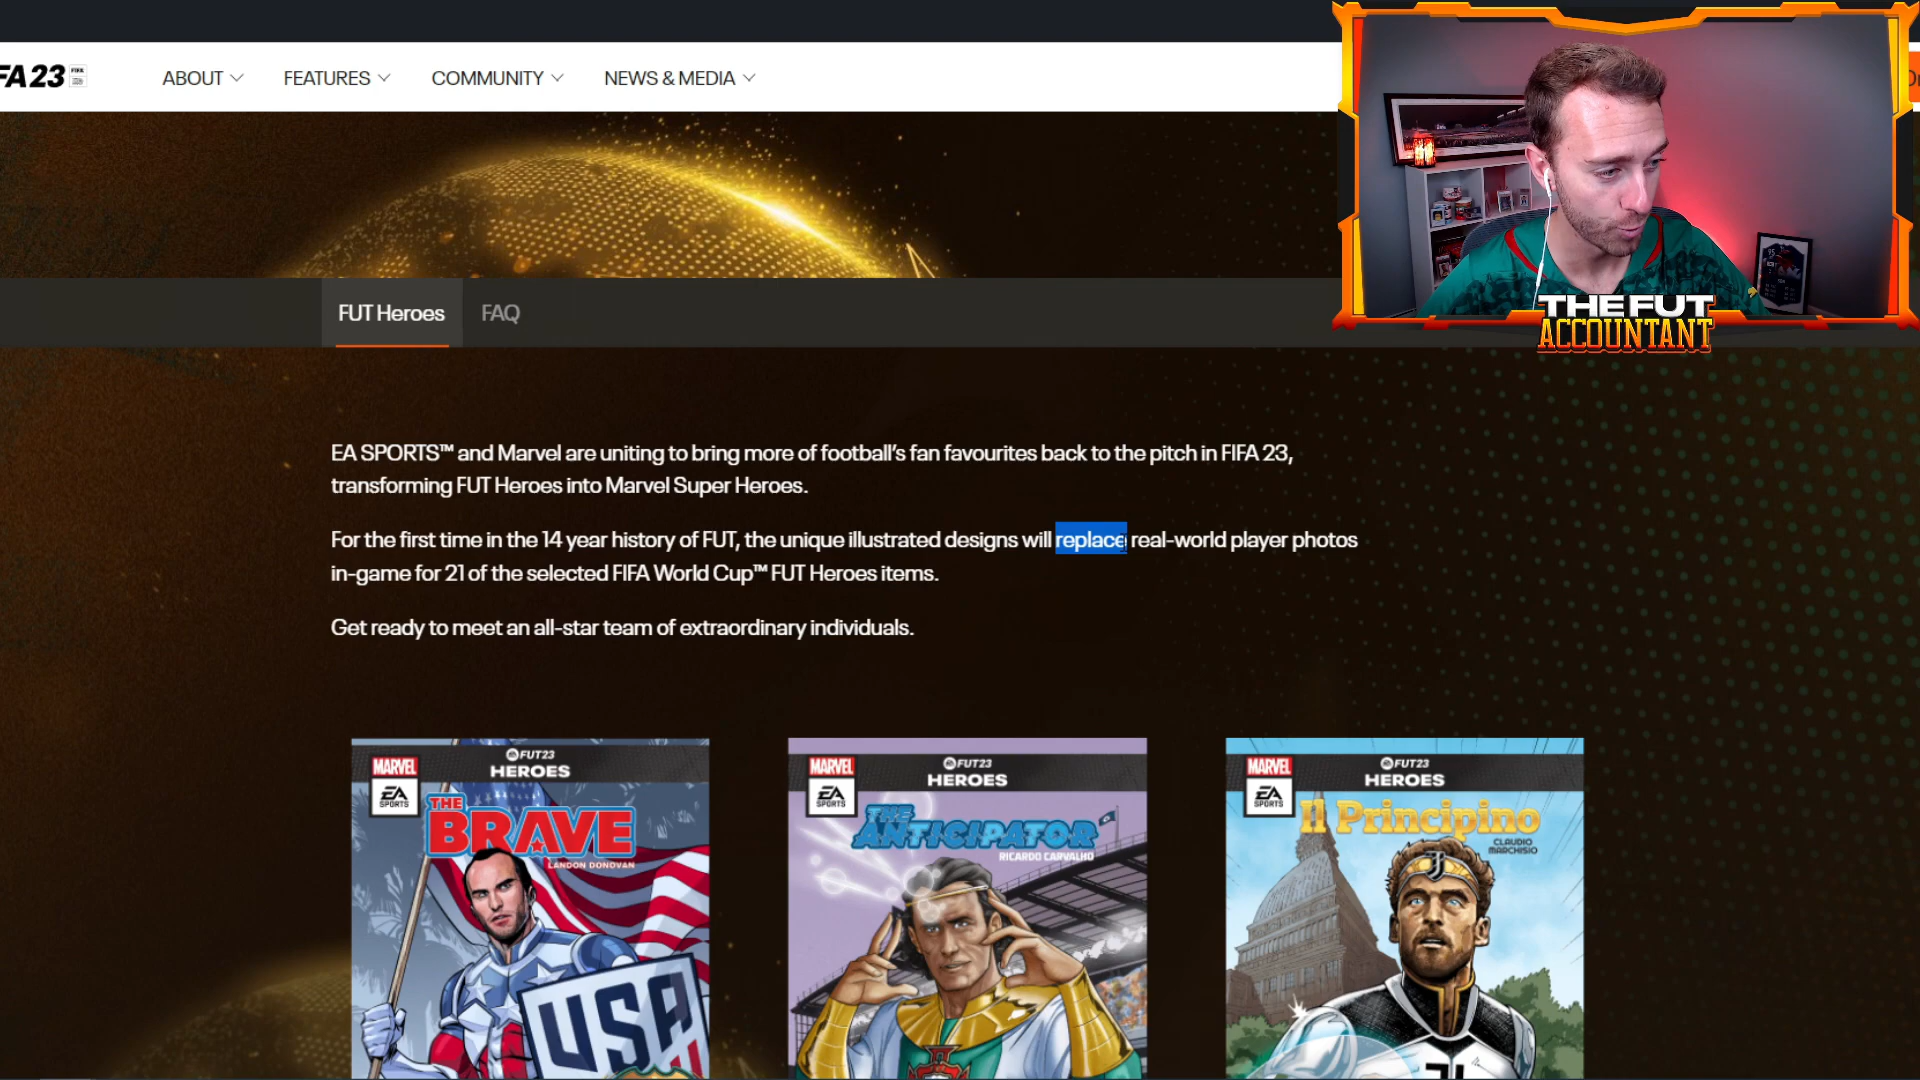 FA 23
ABOUT
FEATURES
COMMUNITY
NEWS & MEDIA
THE FUT
ACCOUNTANT
FUT Heroes
FAQ
EA SPORTS™ and Marvel are uniting to bring more of football's fan favourites back to the pitch in FIFA 23,
transforming FUT Heroes into Marvel Super Heroes.
For the first time in the 14 year history of FUT, the unique illustrated designs will replace real-world player photos
in-game for 21 of the selected FIFA World Cup™ FUT Heroes items.
Get ready to meet an all-star team of extraordinary individuals.
MARVEL
EA
SPORTS
FUT23
HEROES
THE
BRAVE
LANDON DONOVAN
USA
MARVEL
EA
SPORTS
FUT23
HEROES
THE
ANTICIPATOR
RICARDO CARVALHO
MARVEL
EA
SPORTS
FUT23
HEROES
Il Principino
CLAUDIO
MARCHISIO